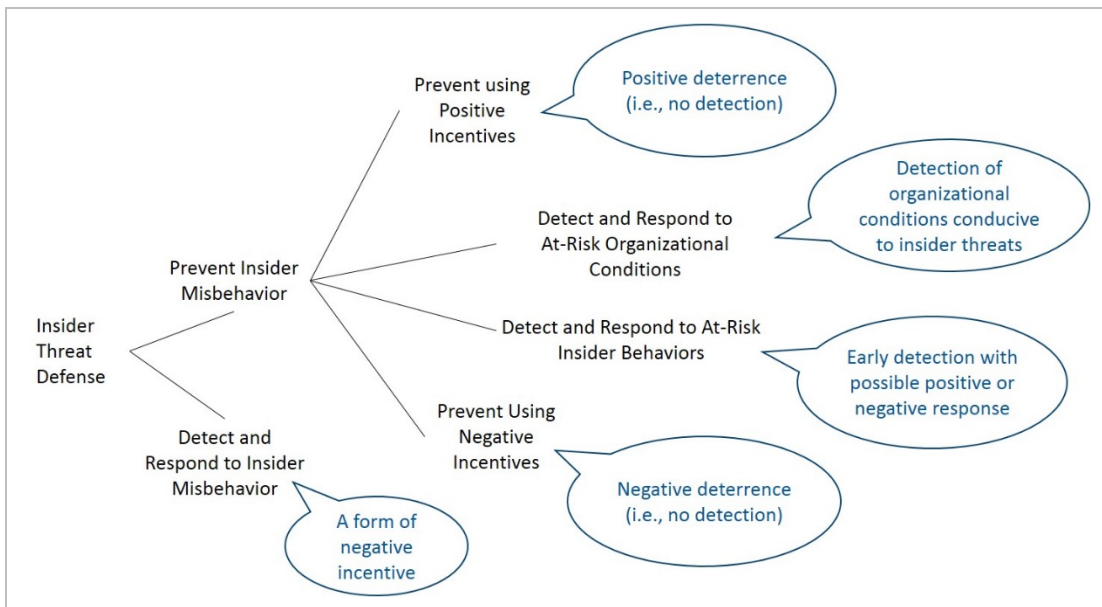 Prevent using
Positive
Incentives
Positive deterrence
(i.e., no detection)
Detect and Respond to
At-Risk Organizational
Conditions
Detection of
organizational
conditions conducive
to insider threats
Prevent Insider
Misbehavior
Insider
Threat
Defense
Detect and Respond to At-Risk
Insider Behaviors
Early detection with
possible positive or
negative response
Prevent Using
Negative
Incentives
Negative deterrence
(i.e., no detection)
Detect and
Respond to Insider
Misbehavior
A form of
negative
incentive